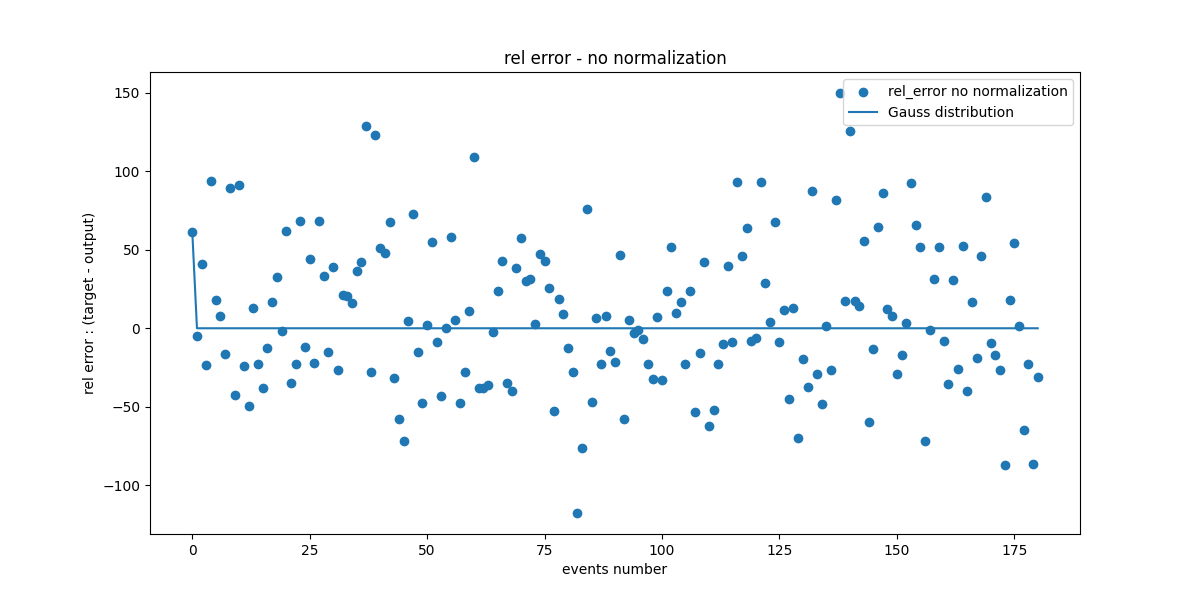 rel error - no normalization
rel_error no normalization
Gauss distribution
rel error : (target - output)
150
100
50
0
−50
−100
0 25 50 75 100 125 150 175
events number